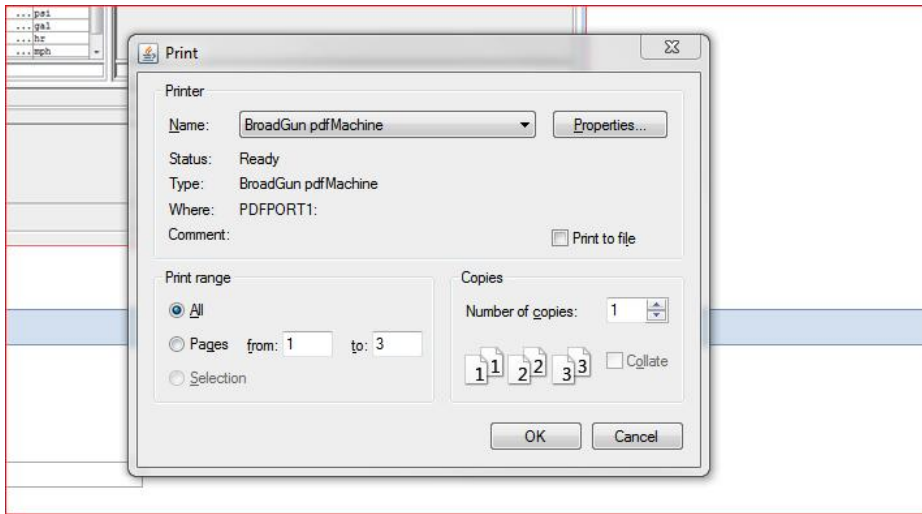 ...psi
...gal
...hr
...mph
Print
Printer
Name: BroadGun pdfMachine Properties...
Status: Ready
Type: BroadGun pdfMachine
Where: PDFPORT1:
Comment: Print to file
Print range
All
Pages from: 1 to: 3
Selection
Copies
Number of copies: 1
1 1 2 2 3 3 Collate
OK Cancel